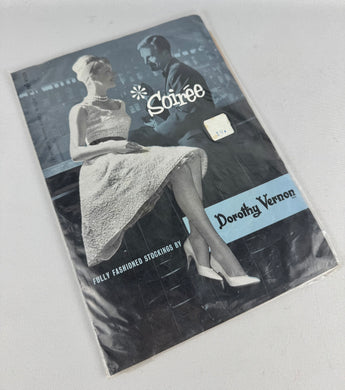 *Soirée
FULLY FASHIONED STOCKINGS BY
Dorothy Vernon